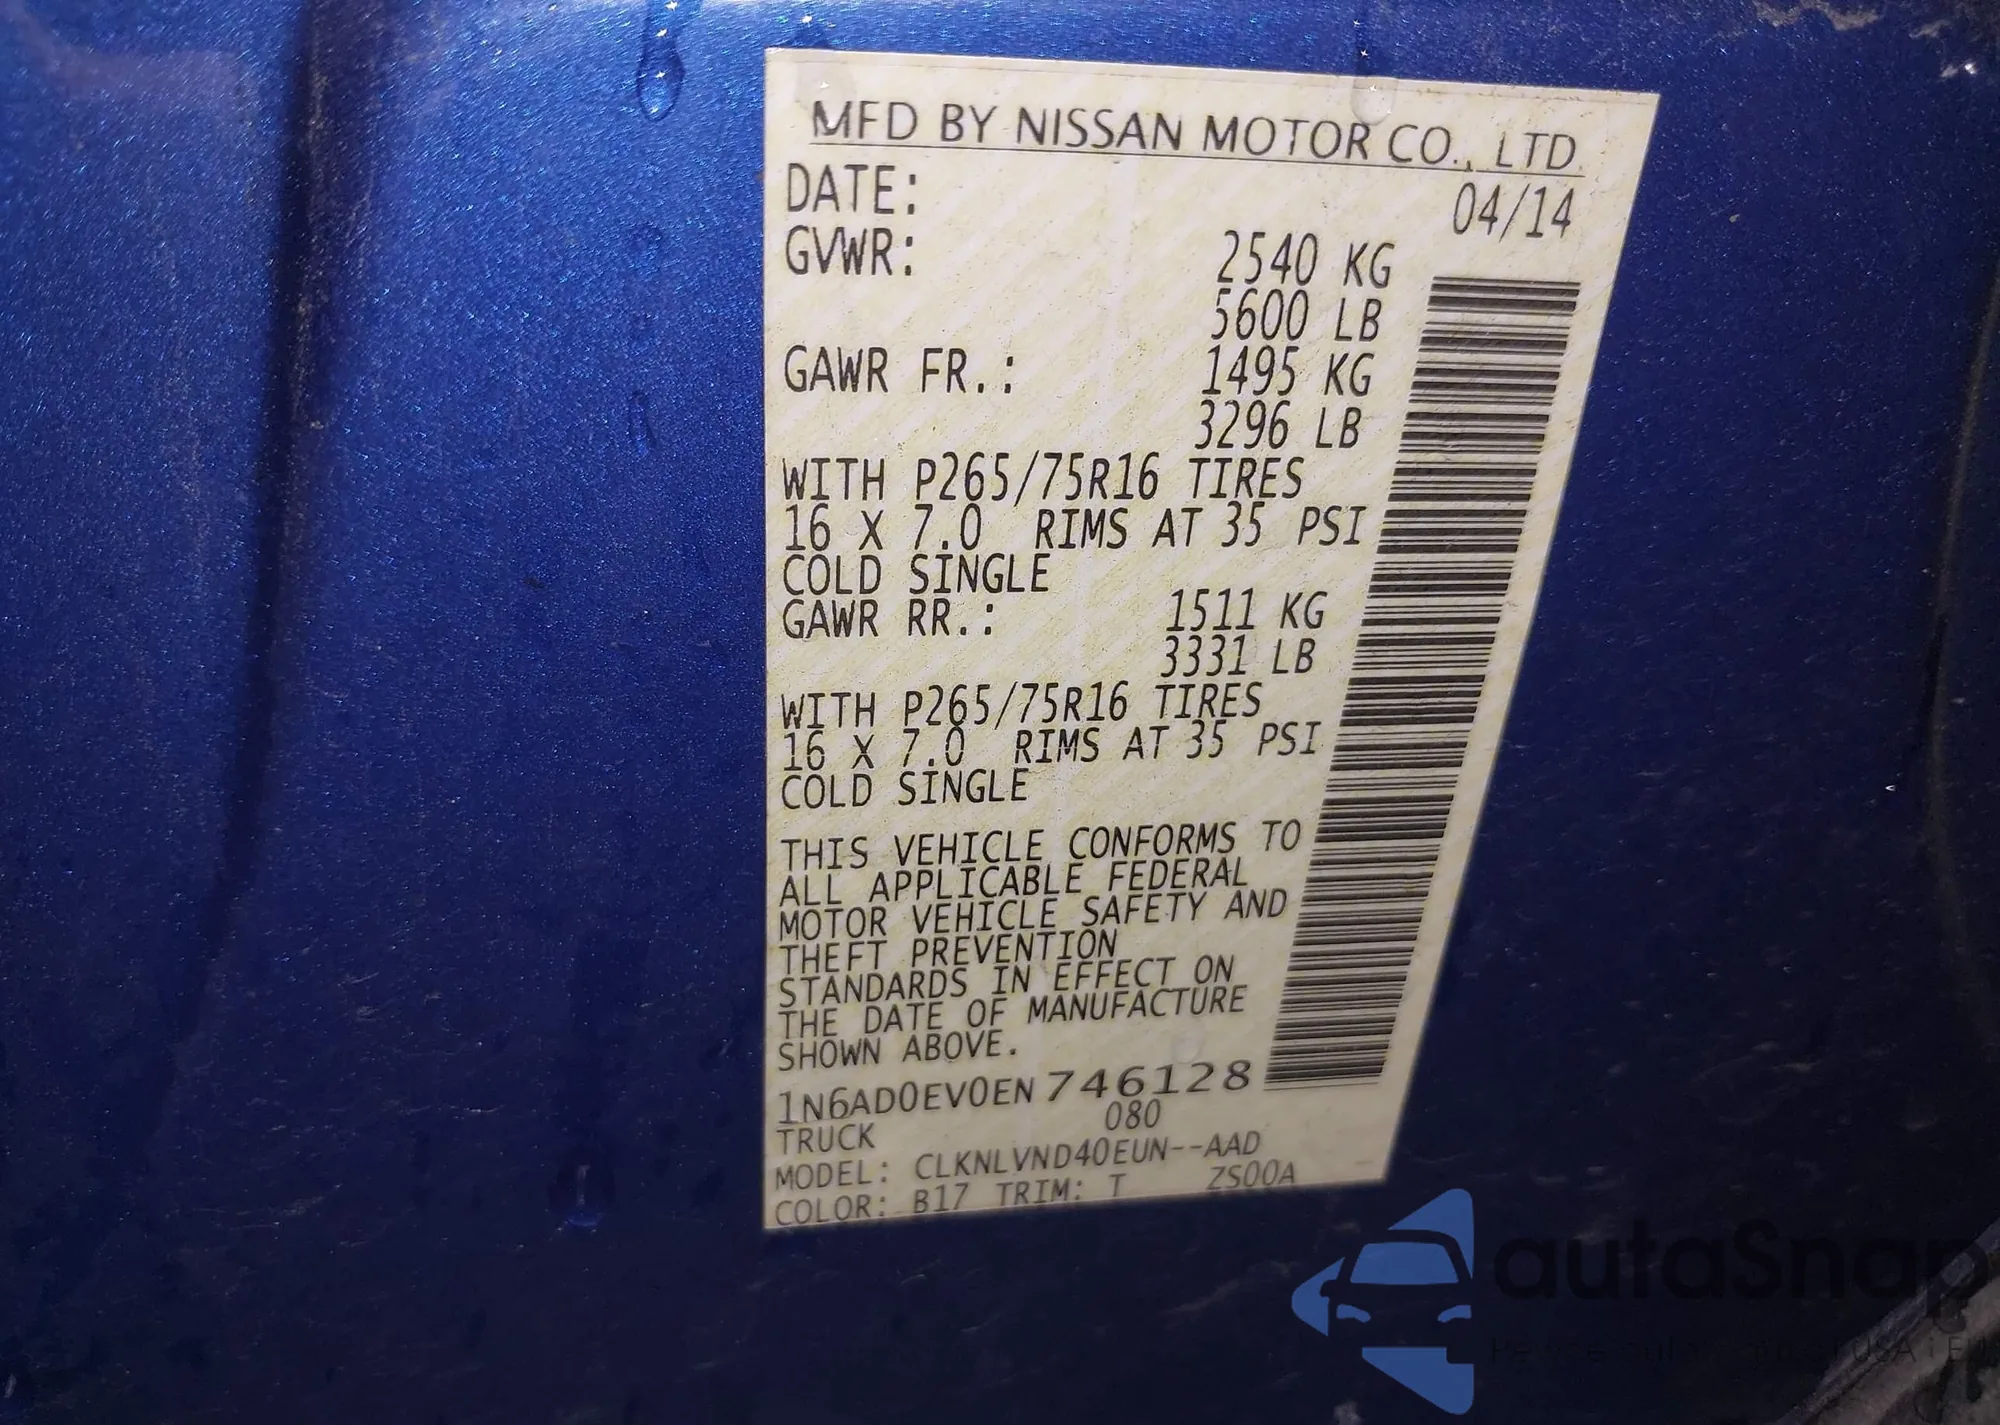 MFD BY NISSAN MOTOR CO., LTD.
DATE: 04/14
GVWR: 2540 KG
5600 LB
GAWR FR.: 1495 KG
3296 LB
WITH P265/75R16 TIRES
16 X 7.0 RIMS AT 35 PSI
COLD SINGLE
GAWR RR.: 1511 KG
3331 LB
WITH P265/75R16 TIRES
16 X 7.0 RIMS AT 35 PSI
COLD SINGLE
THIS VEHICLE CONFORMS TO
ALL APPLICABLE FEDERAL
MOTOR VEHICLE SAFETY AND
THEFT PREVENTION
STANDARDS IN EFFECT ON
THE DATE OF MANUFACTURE
SHOWN ABOVE.
1N6AD0EV0EN746128
TRUCK 080
MODEL: CLKNLVND40EUN--AAD
COLOR: B17 TRIM: T ZS00A
autaSnap